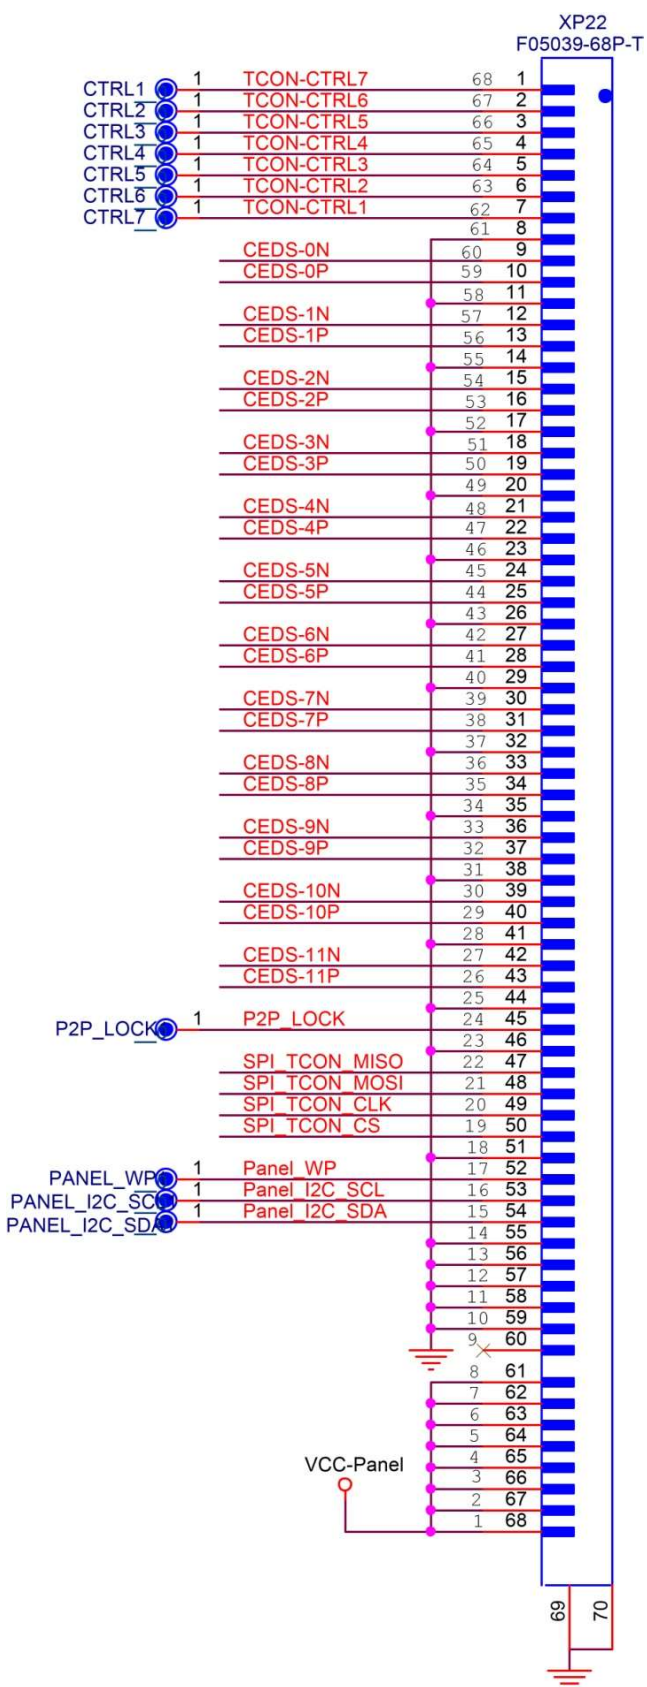 XP22
F05039-68P-T
CTRL1 1 TCON-CTRL7 68 1
CTRL2 1 TCON-CTRL6 67 2
CTRL3 1 TCON-CTRL5 66 3
CTRL4 1 TCON-CTRL4 65 4
CTRL5 1 TCON-CTRL3 64 5
CTRL6 1 TCON-CTRL2 63 6
CTRL7 1 TCON-CTRL1 62 7
61 8
CEDS-0N 60 9
CEDS-0P 59 10
58 11
CEDS-1N 57 12
CEDS-1P 56 13
55 14
CEDS-2N 54 15
CEDS-2P 53 16
52 17
CEDS-3N 51 18
CEDS-3P 50 19
49 20
CEDS-4N 48 21
CEDS-4P 47 22
46 23
CEDS-5N 45 24
CEDS-5P 44 25
43 26
CEDS-6N 42 27
CEDS-6P 41 28
40 29
CEDS-7N 39 30
CEDS-7P 38 31
37 32
CEDS-8N 36 33
CEDS-8P 35 34
34 35
CEDS-9N 33 36
CEDS-9P 32 37
31 38
CEDS-10N 30 39
CEDS-10P 29 40
28 41
CEDS-11N 27 42
CEDS-11P 26 43
25 44
P2P_LOCK 1 P2P_LOCK 24 45
23 46
SPI_TCON_MISO 22 47
SPI_TCON_MOSI 21 48
SPI_TCON_CLK 20 49
SPI_TCON_CS 19 50
18 51
PANEL_WP 1 Panel_WP 17 52
PANEL_I2C_SC 1 Panel_I2C_SCL 16 53
PANEL_I2C_SDA 1 Panel_I2C_SDA 15 54
14 55
13 56
12 57
11 58
10 59
9 60
8 61
7 62
6 63
5 64
4 65
VCC-Panel 3 66
2 67
1 68
69 70